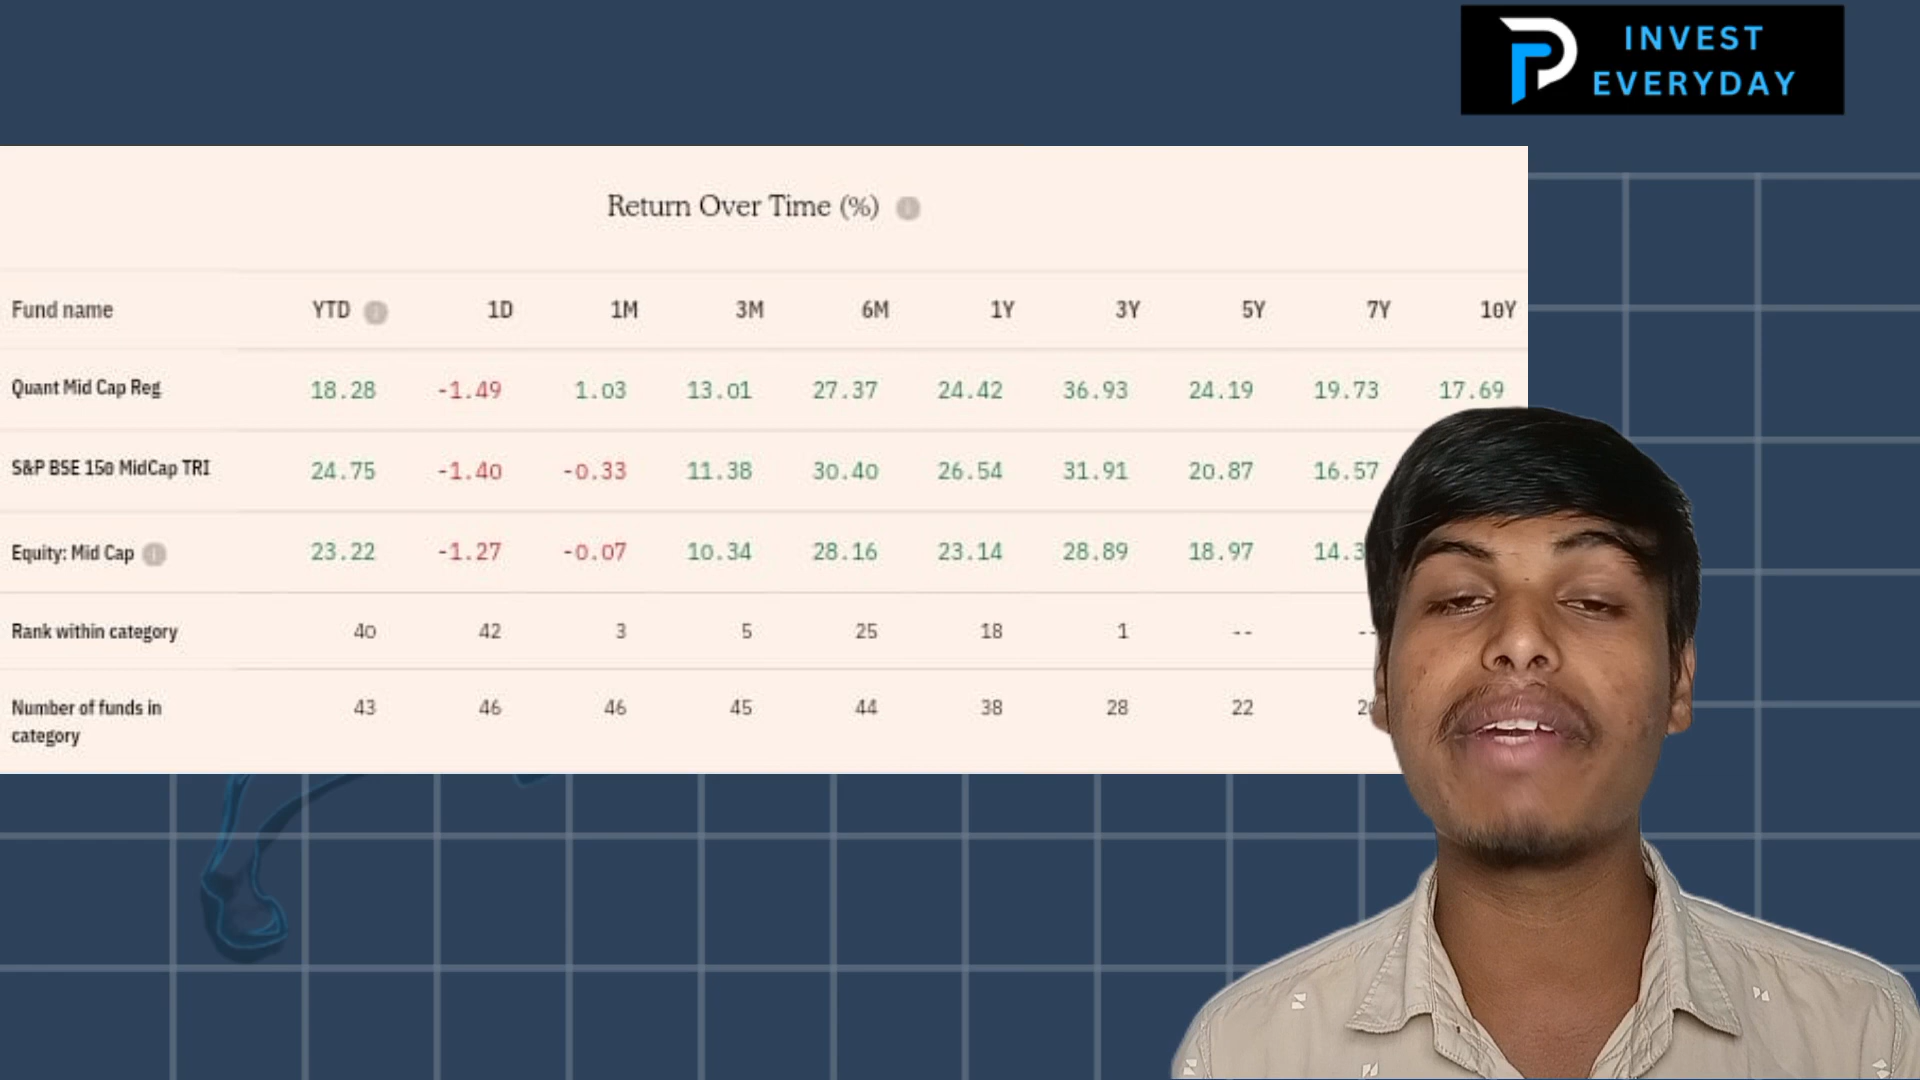 INVEST
EVERYDAY
Return Over Time (%)
Fund name YTD 1D 1M 3M 6M 1Y 3Y 5Y 7Y 10Y
Quant Mid Cap Reg 18.28 -1.49 1.03 13.01 27.37 24.42 36.93 24.19 19.73 17.69
S&P BSE 150 MidCap TRI 24.75 -1.40 -0.33 11.38 30.40 26.54 31.91 20.87 16.57
Equity: Mid Cap 23.22 -1.27 -0.07 10.34 28.16 23.14 28.89 18.97 14.3
Rank within category 40 42 3 5 25 18 1 -- --
Number of funds in
category 43 46 46 45 44 38 28 22